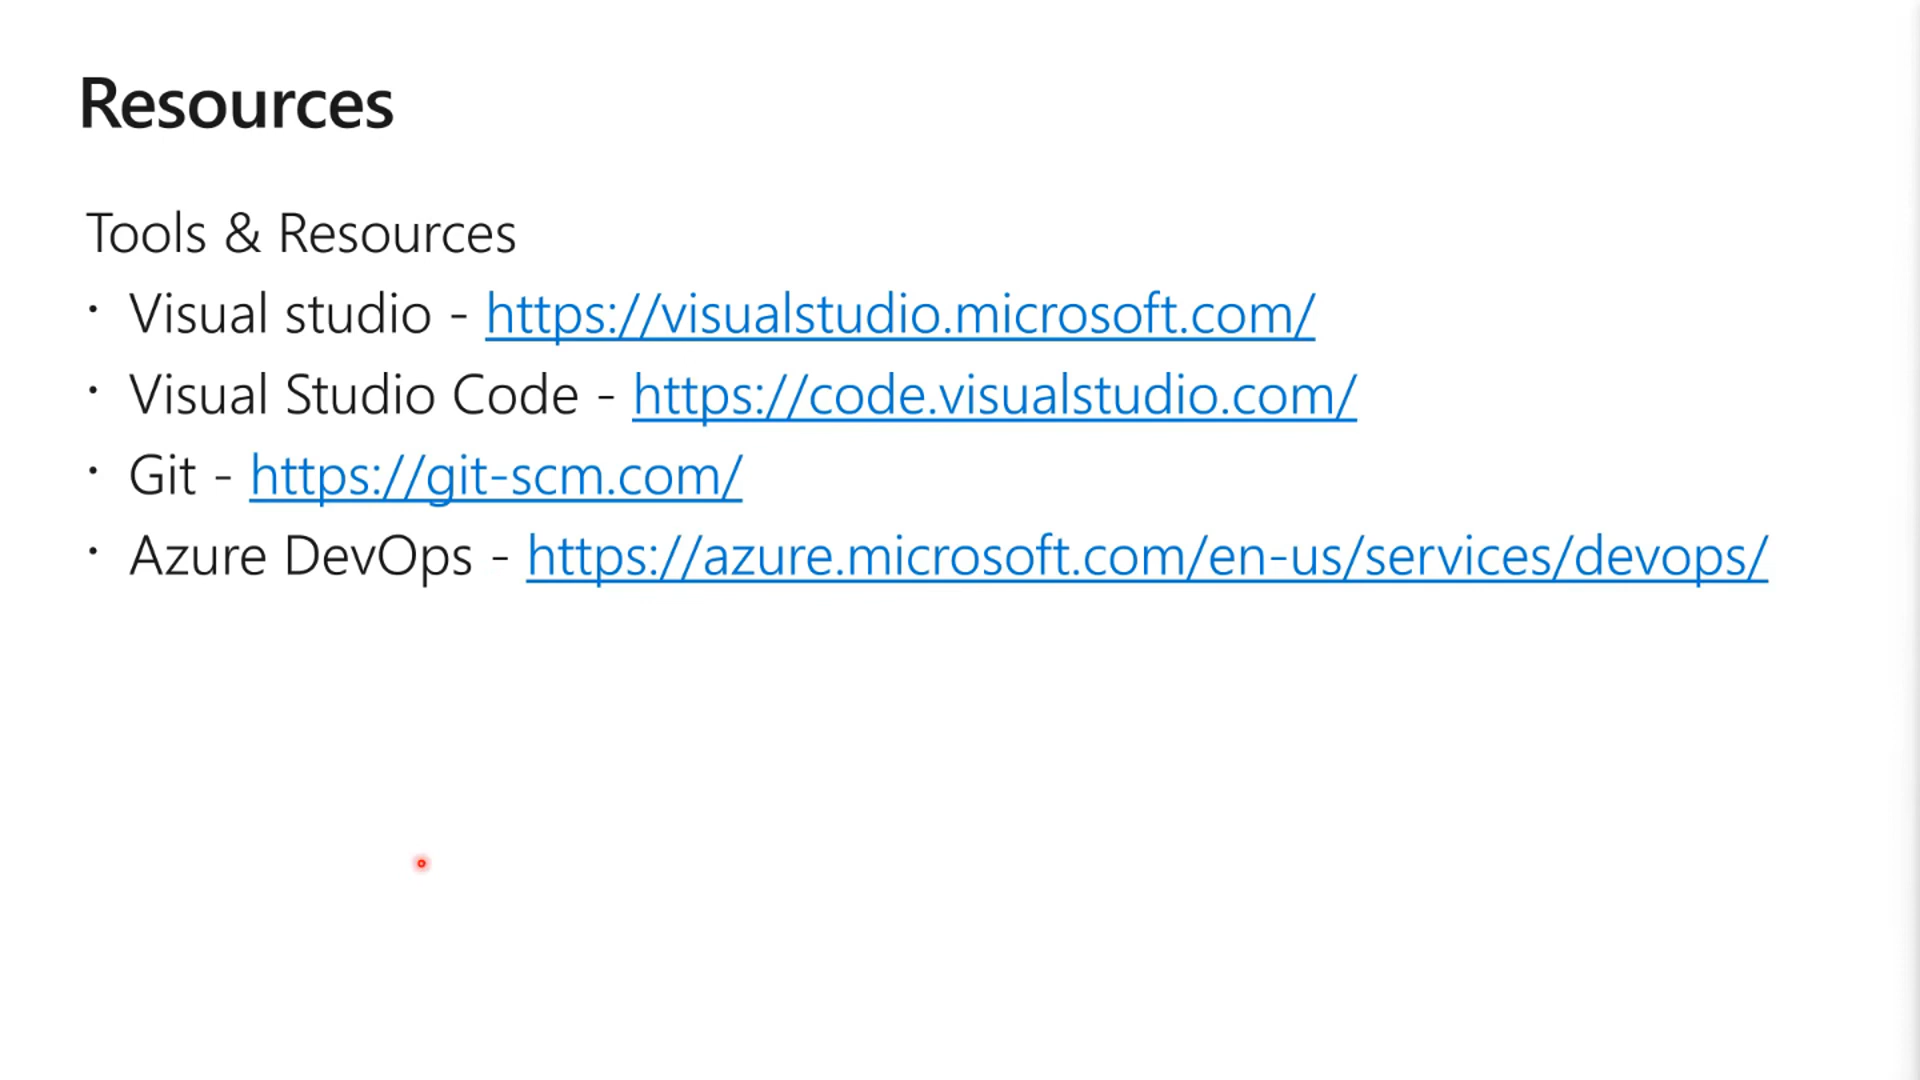 Resources
Tools & Resources
· Visual studio - https://visualstudio.microsoft.com/
· Visual Studio Code - https://code.visualstudio.com/
· Git - https://git-scm.com/
· Azure DevOps - https://azure.microsoft.com/en-us/services/devops/